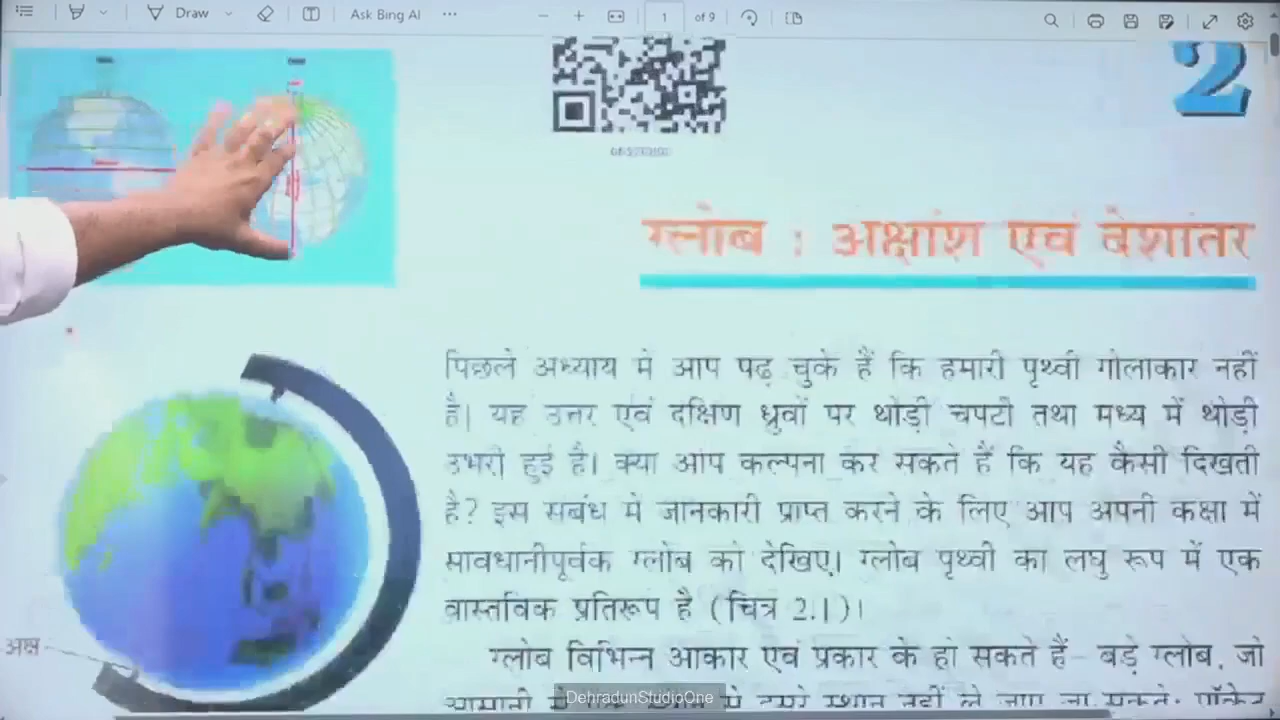 Draw
Ask Bing AI
1 of 9
2
ग्लोब : अक्षांश एवं देशांतर
पिछले अध्याय में आप पढ़ चुके हैं कि हमारी पृथ्वी गोलाकार नहीं
है। यह उत्तर एवं दक्षिण ध्रुवों पर थोड़ी चपटी तथा मध्य में थोड़ी
उभरी हुई है। क्या आप कल्पना कर सकते हैं कि यह कैसी दिखती
है? इस संबंध में जानकारी प्राप्त करने के लिए आप अपनी कक्षा में
सावधानीपूर्वक ग्लोब को देखिए। ग्लोब पृथ्वी का लघु रूप में एक
वास्तविक प्रतिरूप है (चित्र 2.1)।
अक्ष
ग्लोब विभिन्न आकार एवं प्रकार के हो सकते हैं- बड़े ग्लोब, जो
DehradunStudioOne